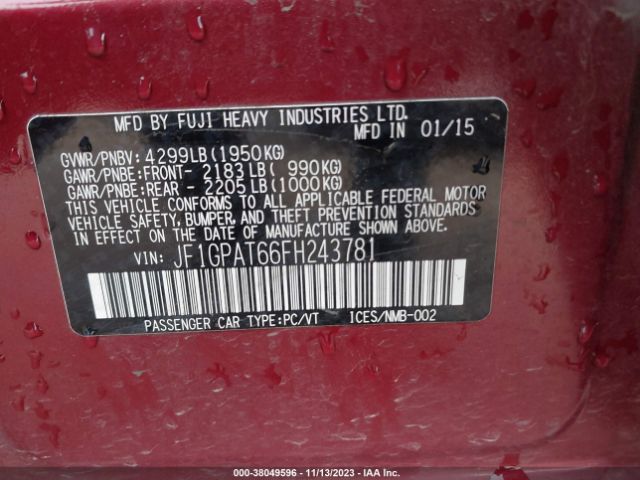 MFD BY FUJI HEAVY INDUSTRIES LTD.
MFD IN 01/15
GVWR/PNBV: 4299LB(1950KG)
GAWR/PNBE:FRONT- 2183LB( 990KG)
GAWR/PNBE:REAR - 2205LB(1000KG)
THIS VEHICLE CONFORMS TO ALL APPLICABLE FEDERAL MOTOR
VEHICLE SAFETY, BUMPER, AND THEFT PREVENTION STANDARDS
IN EFFECT ON THE DATE OF MANUFACTURE SHOWN ABOVE.
VIN: JF1GPAT66FH243781
PASSENGER CAR TYPE:PC/VT ICES/NMB-002
000-38049596 - 11/13/2023 - IAA Inc.